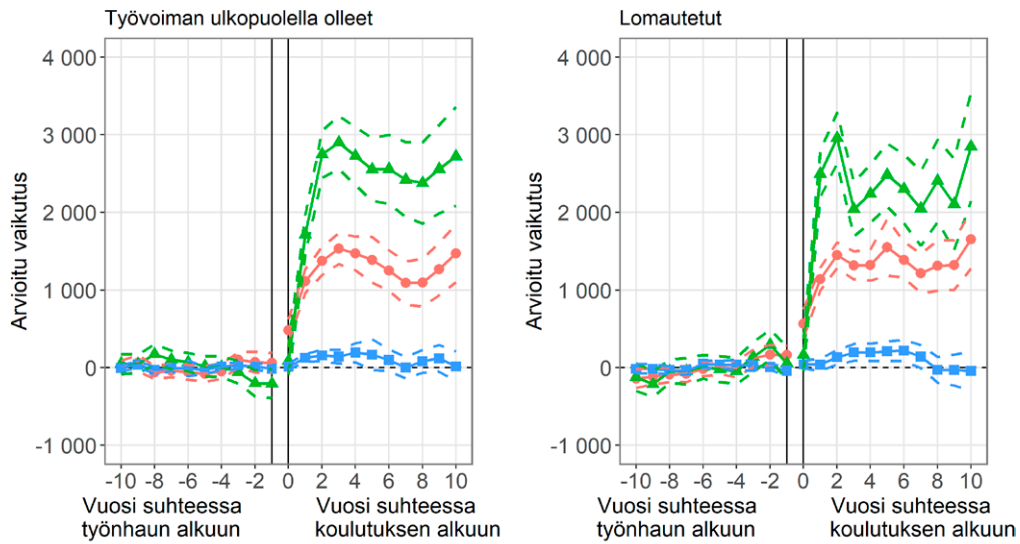 Työvoiman ulkopuolella olleet
Arvioitu vaikutus
4 000
3 000
2 000
1 000
0
-1 000
-10 -8 -6 -4 -2 0 2 4 6 8 10
Vuosi suhteessa
työnhaun alkuun
Vuosi suhteessa
koulutuksen alkuun
Lomautetut
Arvioitu vaikutus
4 000
3 000
2 000
1 000
0
-1 000
-10 -8 -6 -4 -2 0 2 4 6 8 10
Vuosi suhteessa
työnhaun alkuun
Vuosi suhteessa
koulutuksen alkuun